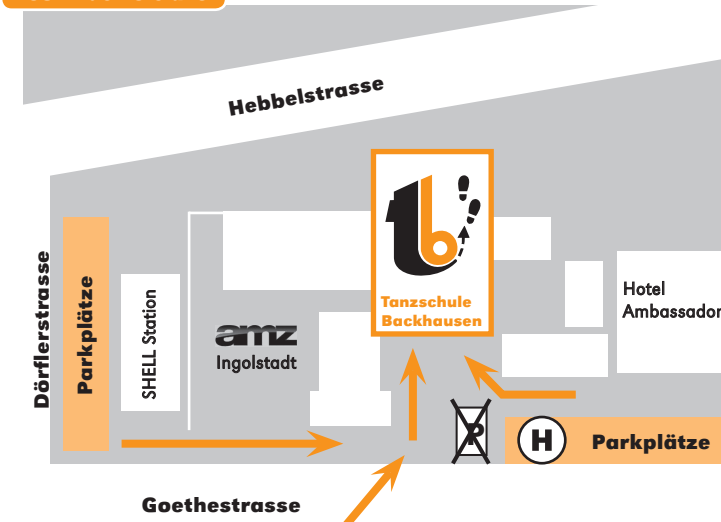 Hebbelstrasse
tb
Tanzschule
Backhausen
Dörflerstrasse
Parkplätze
SHELL Station
amz
Ingolstadt
Hotel
Ambassador
P
H
Parkplätze
Goethestrasse